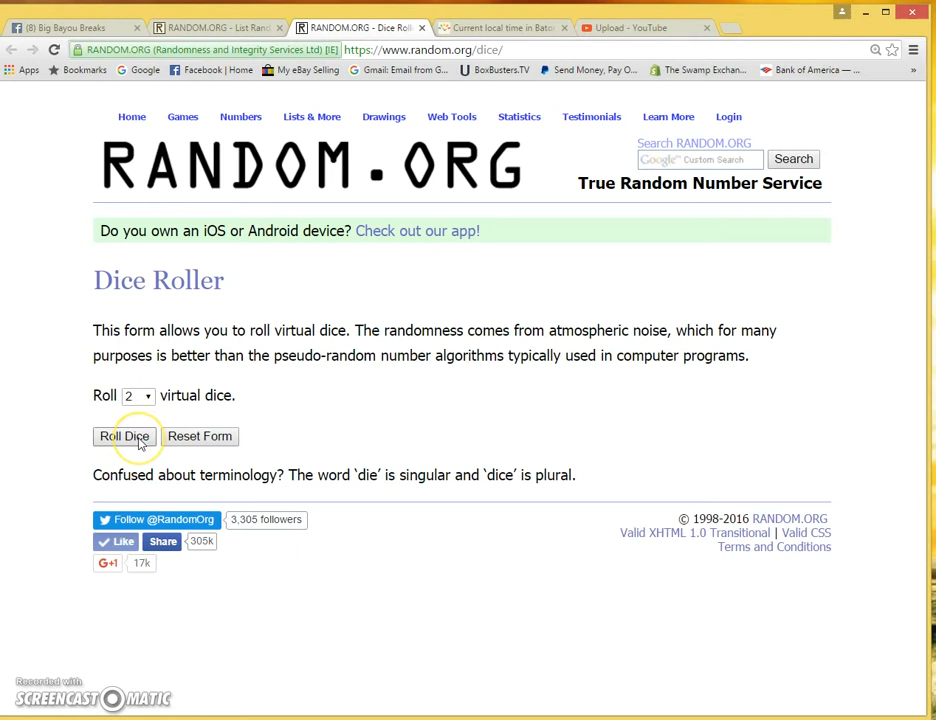 (8) Big Bayou Breaks
RANDOM.ORG - List Ran
RANDOM.ORG - Dice Roll
Current local time in Bato
Upload - YouTube
RANDOM.ORG (Randomness and Integrity Services Ltd) [IE]
https://www.random.org/dice/
Apps
Bookmarks
Google
Facebook | Home
My eBay Selling
Gmail: Email from G...
BoxBusters.TV
Send Money, Pay O...
The Swamp Exchan...
Bank of America — ...
»
Home
Games
Numbers
Lists & More
Drawings
Web Tools
Statistics
Testimonials
Learn More
Login
RANDOM.ORG
Search RANDOM.ORG
Google™ Custom Search
Search
True Random Number Service
Do you own an iOS or Android device? Check out our app!
Dice Roller
This form allows you to roll virtual dice. The randomness comes from atmospheric noise, which for many
purposes is better than the pseudo-random number algorithms typically used in computer programs.
Roll 2 virtual dice.
Roll Dice
Reset Form
Confused about terminology? The word ‘die’ is singular and ‘dice’ is plural.
Follow @RandomOrg
3,305 followers
Like
Share
305k
G+1
17k
© 1998-2016 RANDOM.ORG
Valid XHTML 1.0 Transitional | Valid CSS
Terms and Conditions
Recorded with
SCREENCAST-O-MATIC